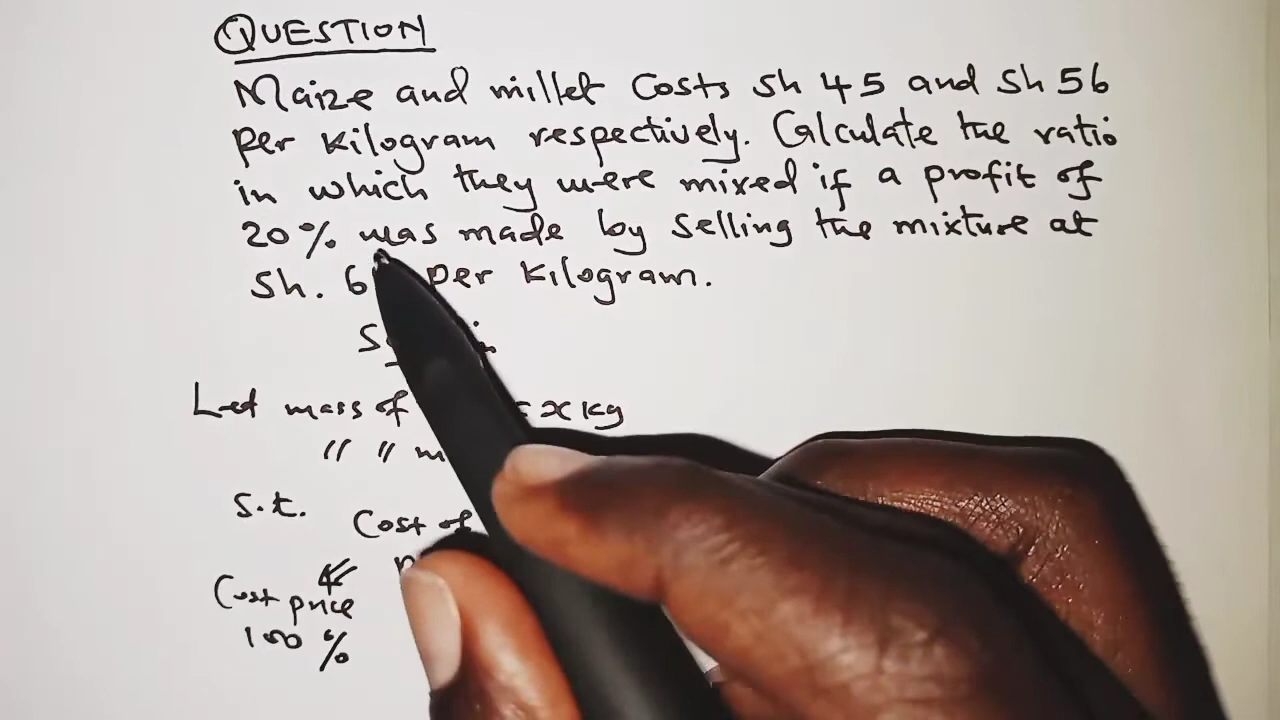 QUESTION
Maize and millet Costs Sh 45 and Sh 56
per kilogram respectively. Calculate the ratio
in which they were mixed if a profit of
20% was made by selling the mixture at
Sh. 6 per kilogram.
Let mass of x kg
" " m
s.t. Cost of
Cost price
100 %